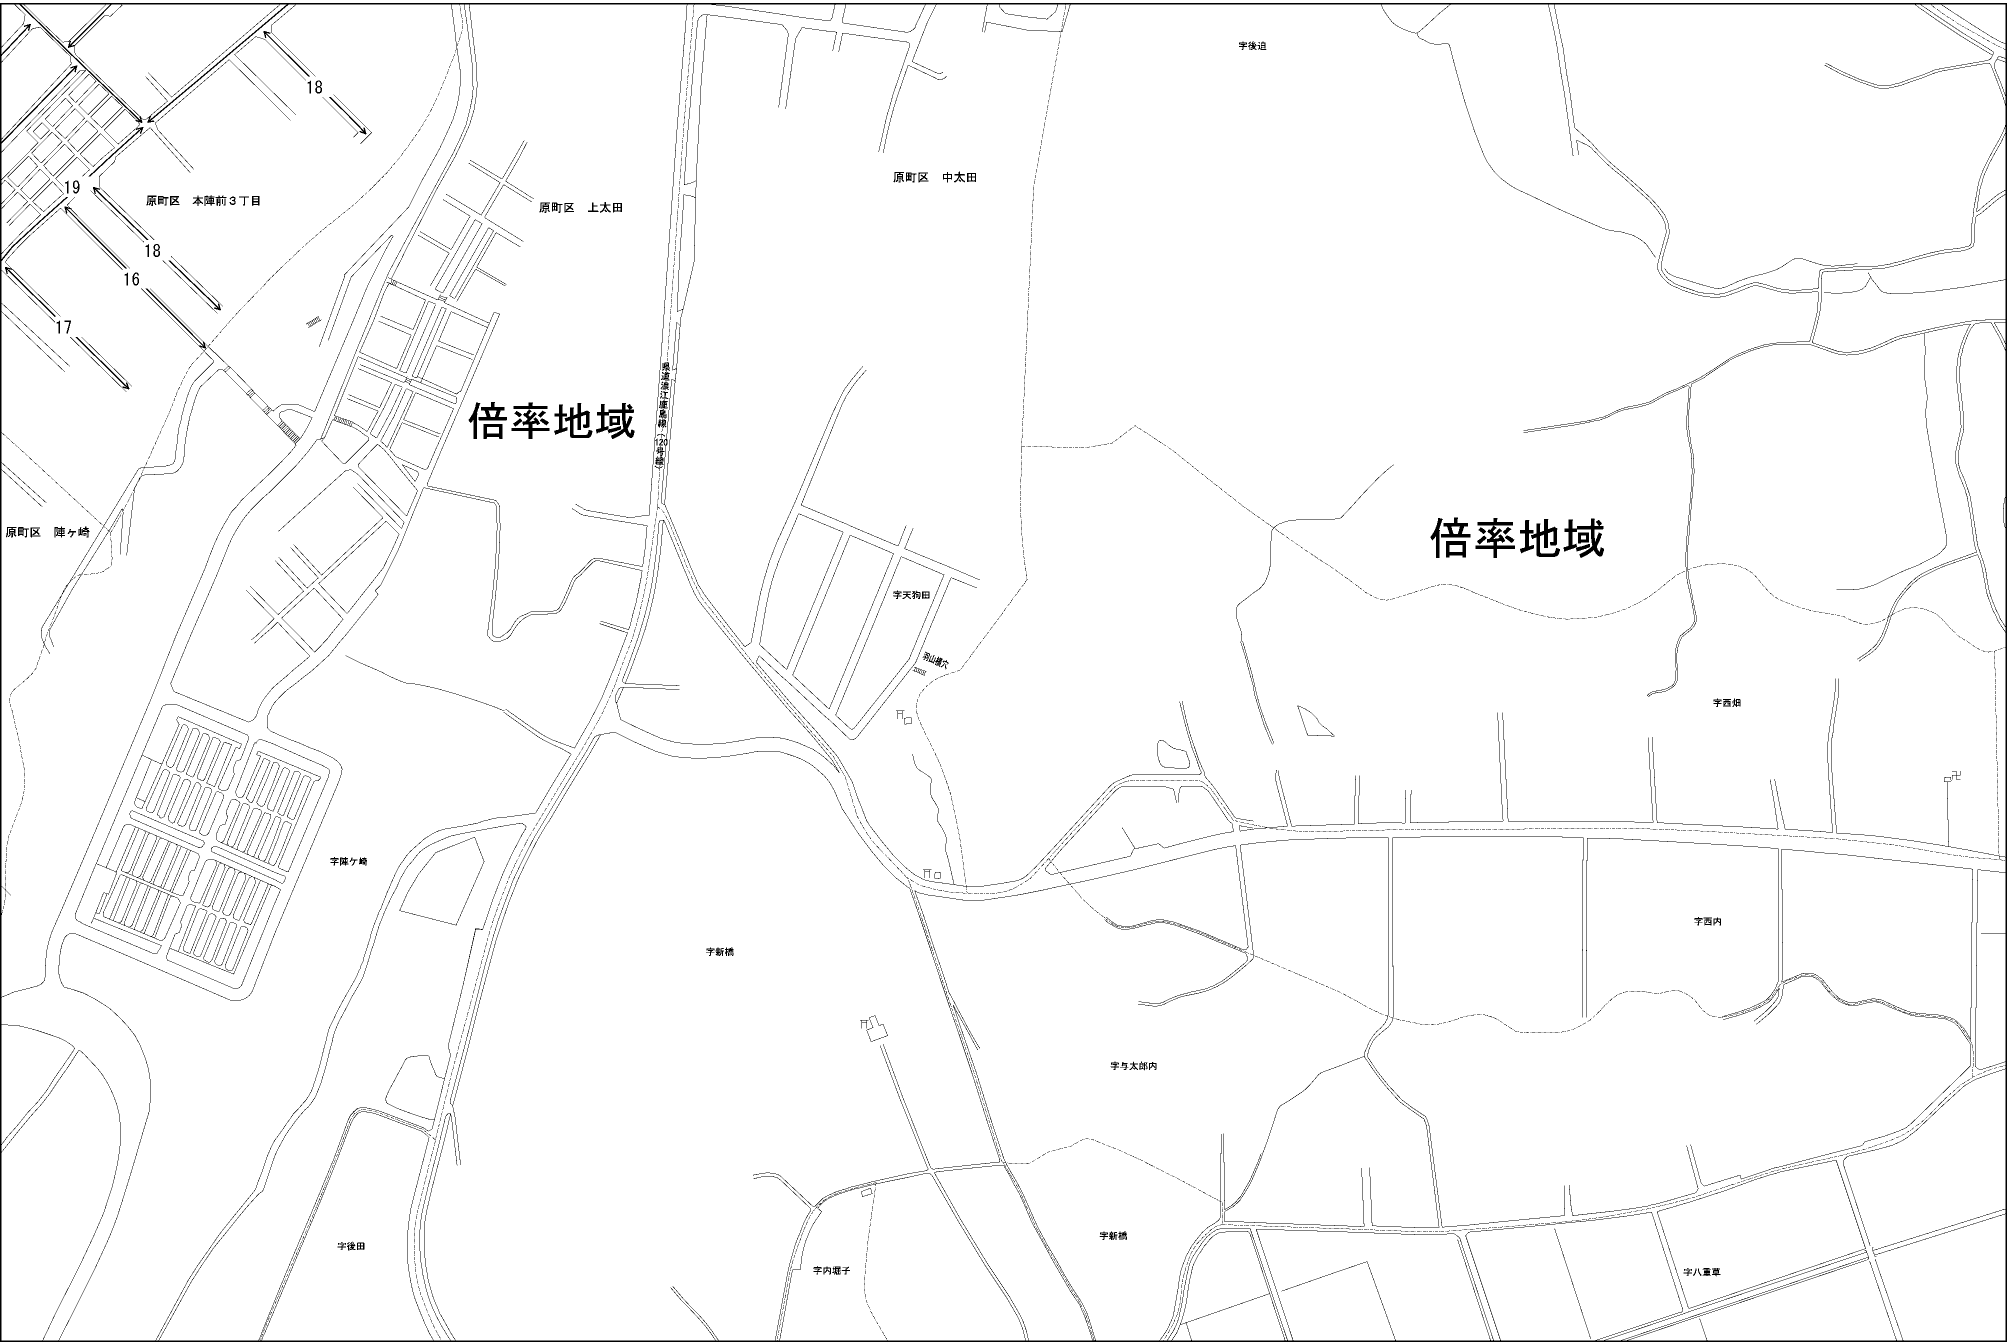 字後迫
18
原町区　中太田
19
原町区　本陣前３丁目
原町区　上太田
18
16
17
県道浪江鹿島線（120号線）
倍率地域
倍率地域
原町区　陣ヶ崎
字天狗田
羽山横穴
字西畑
字陣ケ崎
字西内
字新橋
字与太郎内
字新橋
字後田
字内堀子
字八重草